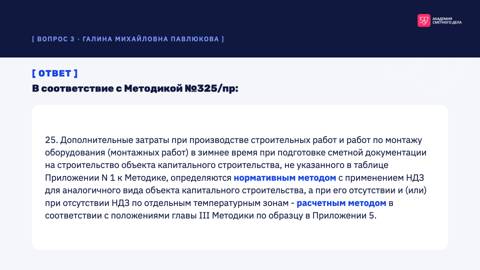 АКАДЕМИЯ
СМЕТНОГО ДЕЛА
[ ВОПРОС 3 - ГАЛИНА МИХАЙЛОВНА ПАВЛЮКОВА ]
[ ОТВЕТ ]
В соответствие с Методикой №325/пр:
25. Дополнительные затраты при производстве строительных работ и работ по монтажу
оборудования (монтажных работ) в зимнее время при подготовке сметной документации
на строительство объекта капитального строительства, не указанного в таблице
Приложения N 1 к Методике, определяются нормативным методом с применением НДЗ
для аналогичного вида объекта капитального строительства, а при его отсутствии и (или)
при отсутствии НДЗ по отдельным температурным зонам - расчетным методом в
соответствии с положениями главы III Методики по образцу в Приложении 5.